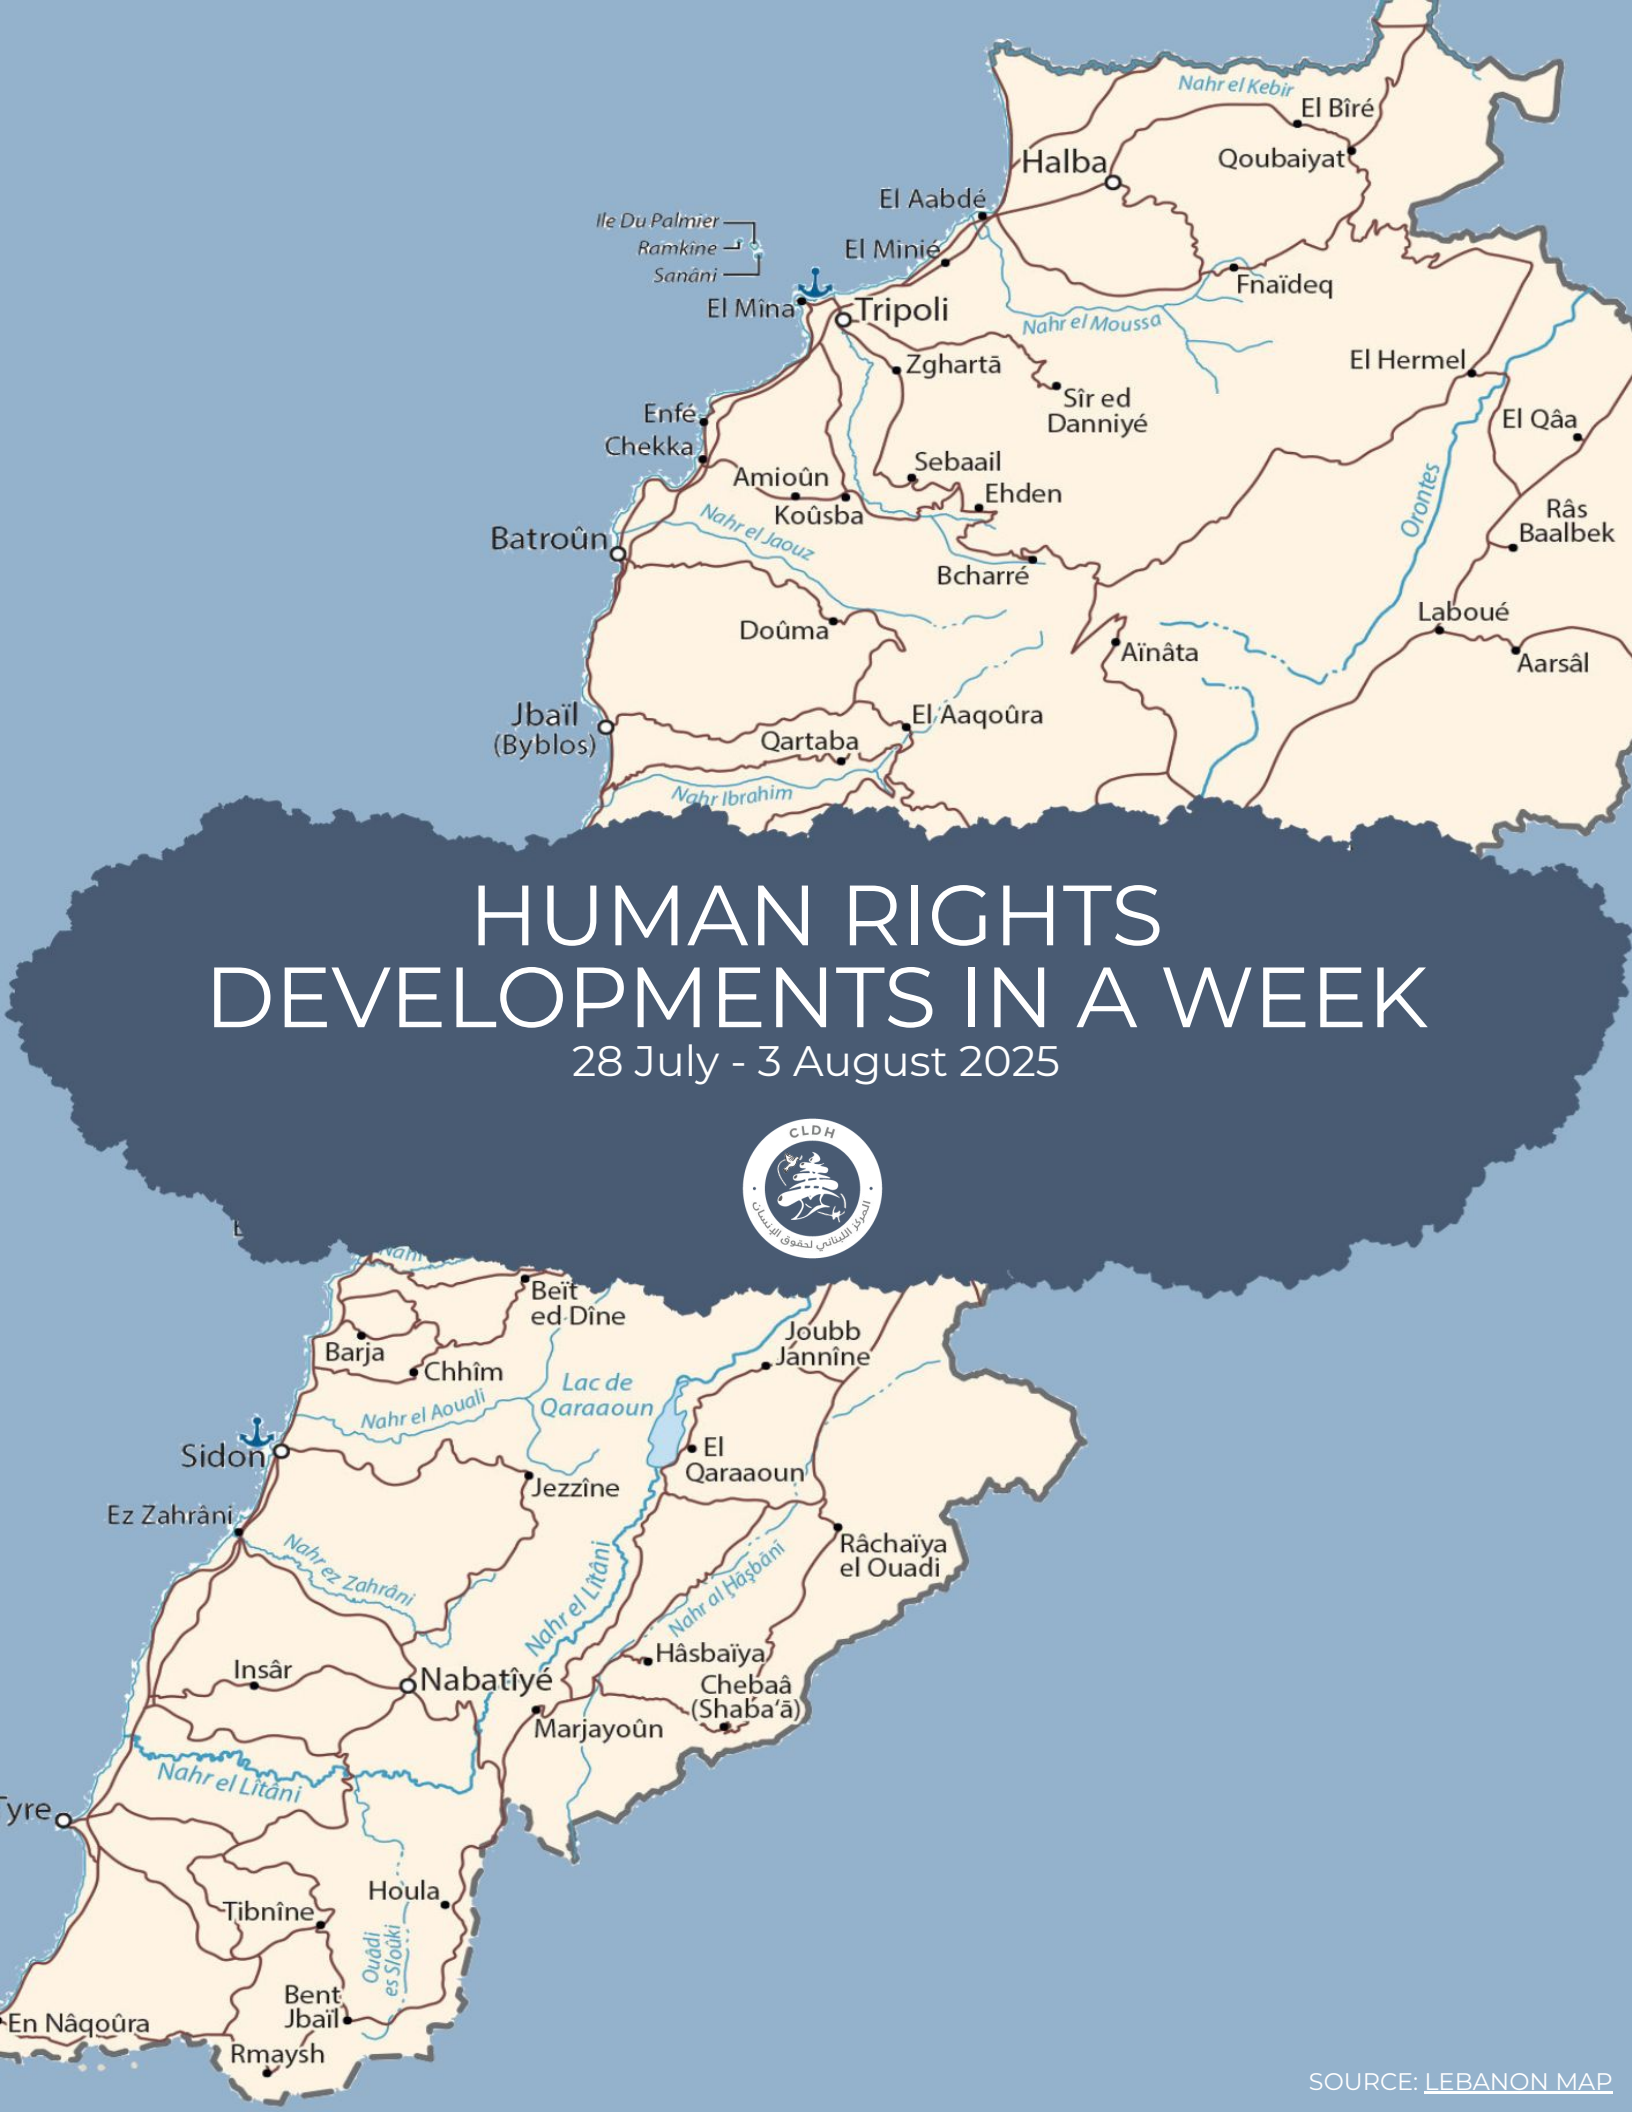 Nahr el Kebir
El Bîré
Halba
Qoubaiyat
El Aabdé
Ile Du Palmier
Ramkine
Sanáni
El Minié
Fnaïdeq
El Mîna
Tripoli
Nahr el Moussa
Zghartā
El Hermel
Sîr ed
Danniyé
Enfé
El Qâa
Chekka
Sebaail
Amioûn
Ehden
Koûsba
Orontes
Râs
Baalbek
Nahr el Jaouz
Batroûn
Bcharré
Laboué
Doûma
Aïnâta
Aarsâl
Jbaïl
(Byblos)
El Aaqoûra
Qartaba
Nahr Ibrahim
HUMAN RIGHTS
DEVELOPMENTS IN A WEEK
28 July - 3 August 2025
CLDH
المركز اللبناني لحقوق الإنسان
Nahr
Beït
ed Dîne
Joubb
Jannîne
Barja
Chhîm
Lac de
Qaraaoun
Nahr el Aouali
Sidon
El
Qaraaoun
Jezzîne
Ez Zahrâni
Râchaïya
el Ouadi
Nahr ez Zahrâni
Nahr el Lîtâni
Nahr al Ḩāşbānī
Hâsbaïya
Insâr
Nabatîyé
Chebaâ
(Shaba‘ā)
Marjayoûn
Nahr el Lîtâni
Tyre
Houla
Tibnîne
Ouâdi
es Sloûki
Bent
Jbaïl
En Nâqoûra
Rmaysh
SOURCE: LEBANON MAP